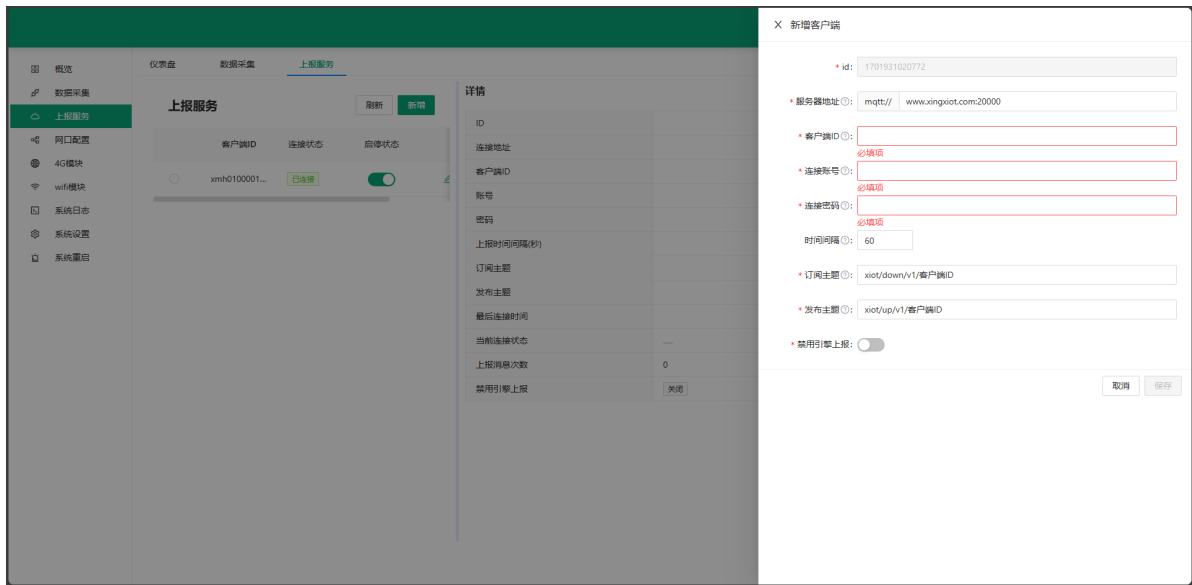 概览
数据采集
上报服务
网口配置
4G模块
wifi模块
系统日志
系统设置
系统重启
仪表盘 数据采集 上报服务
上报服务 刷新 新增
客户端ID 连接状态 启停状态
xmh0100001... 已连接
详情
ID
连接地址
客户端ID
账号
密码
上报时间间隔(秒)
订阅主题
发布主题
最后连接时间
当前连接状态 —
上报消息次数 0
禁用引擎上报 关闭
X 新增客户端
* id: 1701931020772
* 服务器地址?: mqtt:// www.xingxiot.com:20000
* 客户端ID?:
必填项
* 连接账号?:
必填项
* 连接密码?:
必填项
时间间隔?: 60
* 订阅主题?: xiot/down/v1/客户端ID
* 发布主题?: xiot/up/v1/客户端ID
* 禁用引擎上报:
取消 保存